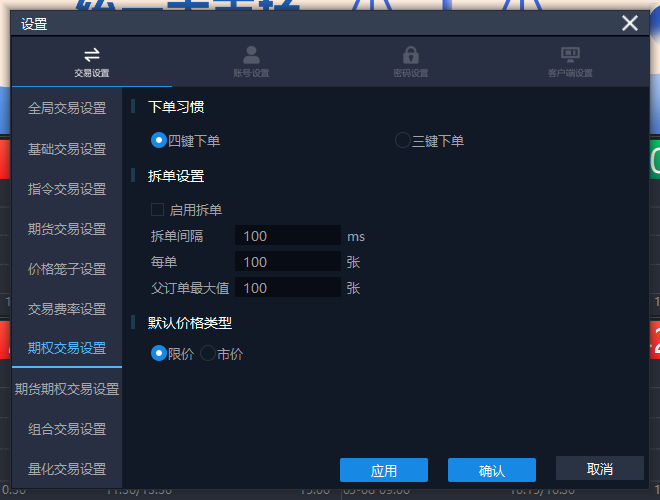 设置
交易设置
账号设置
密码设置
客户端设置
全局交易设置
基础交易设置
指令交易设置
期货交易设置
价格笼子设置
交易费率设置
期权交易设置
期货期权交易设置
组合交易设置
量化交易设置
下单习惯
四键下单 三键下单
拆单设置
启用拆单
拆单间隔 100 ms
每单 100 张
父订单最大值 100 张
默认价格类型
限价 市价
应用 确认 取消